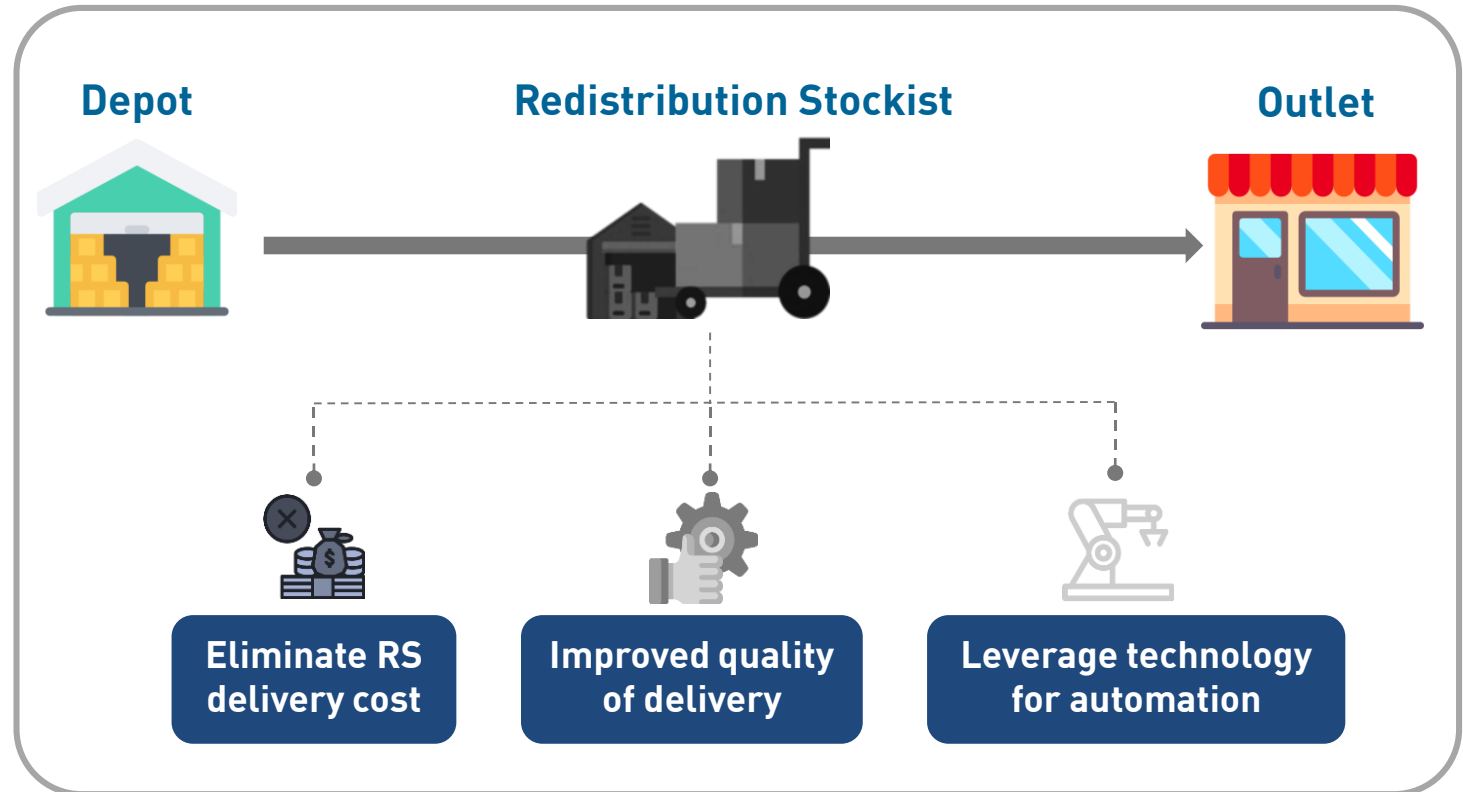 Depot
Redistribution Stockist
Outlet
Eliminate RS
delivery cost
Improved quality
of delivery
Leverage technology
for automation